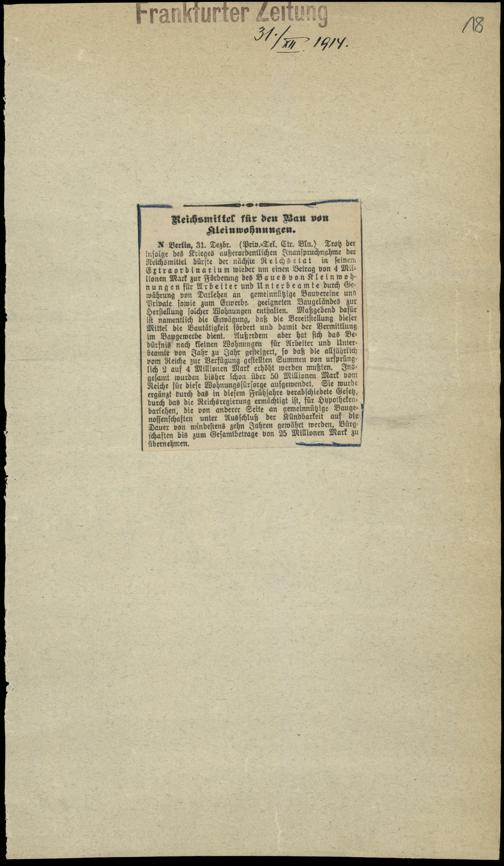 Frankfurter Zeitung
18
31./XII. 1914.
Reichsmittel für den Bau von
Kleinwohnungen.
N Berlin, 31. Dezbr. (Priv.-Tel. Ctr. Bln.) Trotz der
infolge des Krieges außerordentlichen Inanspruchnahme der
Reichsmittel dürfte der nächste Reichsetat in seinem
Extraordinarium wieder um einen Betrag von 4 Mil-
lionen Mark zur Förderung des Baues von Kleinwoh-
nungen für Arbeiter und Unterbeamte durch Ge-
währung von Darlehen an gemeinnützige Bauvereine und
Private sowie zum Erwerbe geeigneten Baugeländes zur
Herstellung solcher Wohnungen enthalten. Maßgebend dafür
ist namentlich die Erwägung, daß die Bereitstellung dieser
Mittel die Bautätigkeit fördert und damit der Vermittlung
im Baugewerbe dient. Außerdem aber hat sich das Be-
dürfnis nach kleinen Wohnungen für Arbeiter und Unter-
beamte von Jahr zu Jahr gesteigert, so daß die alljährlich
vom Reiche zur Verfügung gestellten Summen von ursprüng-
lich 2 auf 4 Millionen Mark erhöht werden mußten. Ins-
gesamt wurden bisher schon über 50 Millionen Mark vom
Reiche für diese Wohnungsfürsorge aufgewendet. Sie wurde
ergänzt durch das in diesem Frühjahre verabschiedete Gesetz,
durch das die Reichsregierung ermächtigt ist, für Hypotheken-
darlehen, die von anderer Seite an gemeinnützige Bauge-
nossenschaften unter Ausschluß der Kündbarkeit auf die
Dauer von mindestens zehn Jahren gewährt werden, Bürg-
schaften bis zum Gesamtbetrage von 25 Millionen Mark zu
übernehmen.